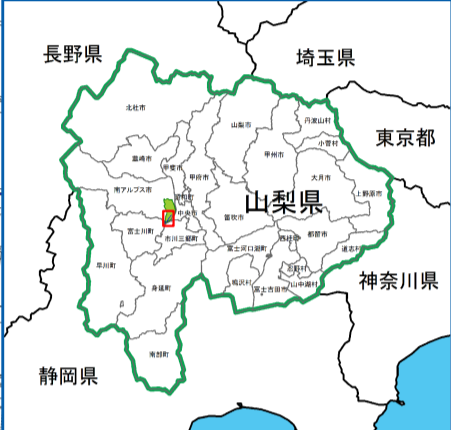 長野県
埼玉県
北杜市
山梨市
丹波山村
小菅村
東京都
韮崎市
甲斐市
甲府市
甲州市
大月市
南アルプス市
昭和町
上野原市
山梨県
中央市
笛吹市
富士川町
市川三郷町
富士河口湖町
西桂町
都留市
道志村
早川町
忍野村
身延町
鳴沢村
富士吉田市
山中湖村
神奈川県
南部町
静岡県